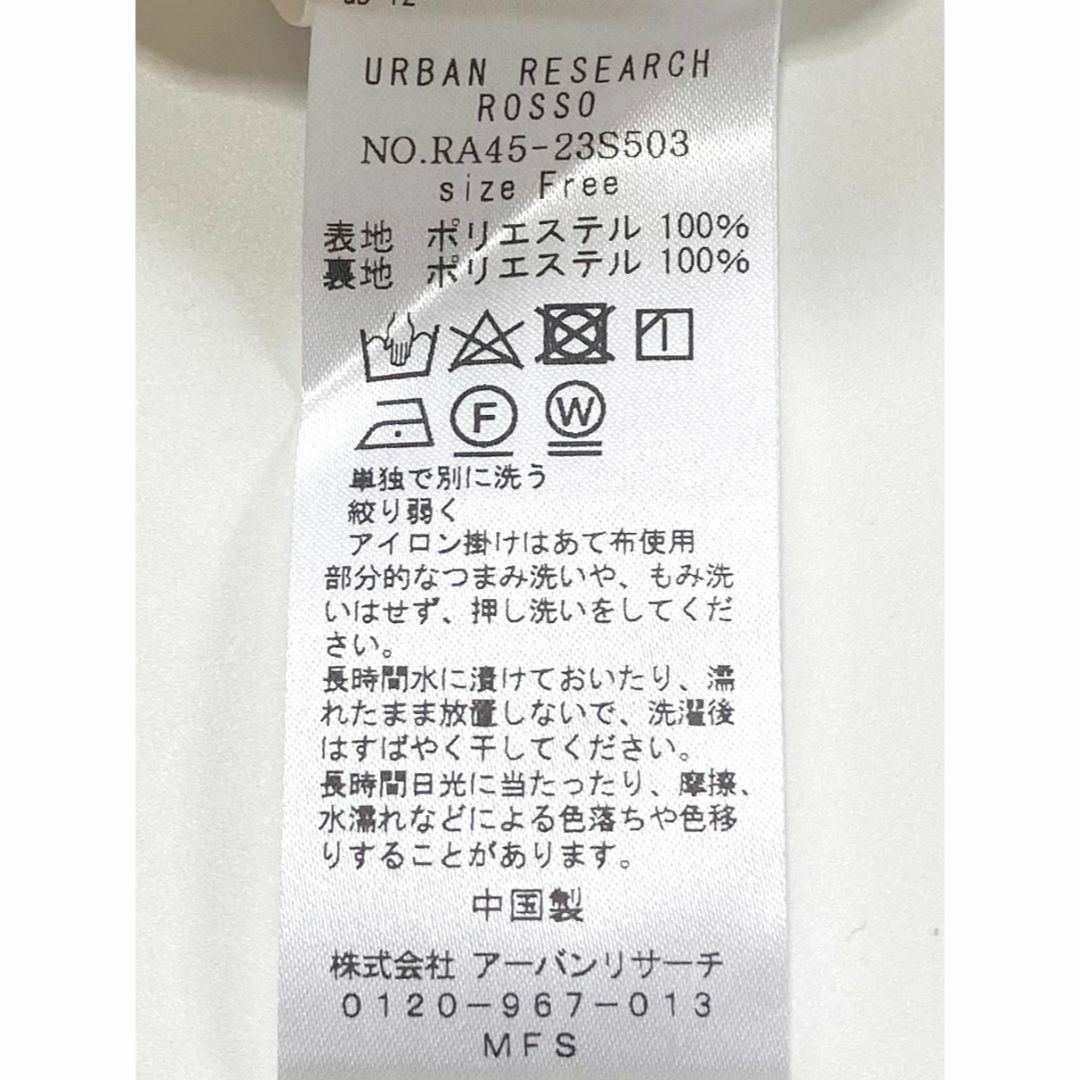 URBAN RESEARCH
ROSSO
NO.RA45-23S503
size Free
表地 ポリエステル 100%
裏地 ポリエステル 100%
F W
単独で別に洗う
絞り弱く
アイロン掛けはあて布使用
部分的なつまみ洗いや、もみ洗
いはせず、押し洗いをしてくだ
さい。
長時間水に漬けておいたり、濡
れたまま放置しないで、洗濯後
はすばやく干してください。
長時間日光に当たったり、摩擦、
水濡れなどによる色落ちや色移
りすることがあります。
中国製
株式会社 アーバンリサーチ
0120-967-013
MFS